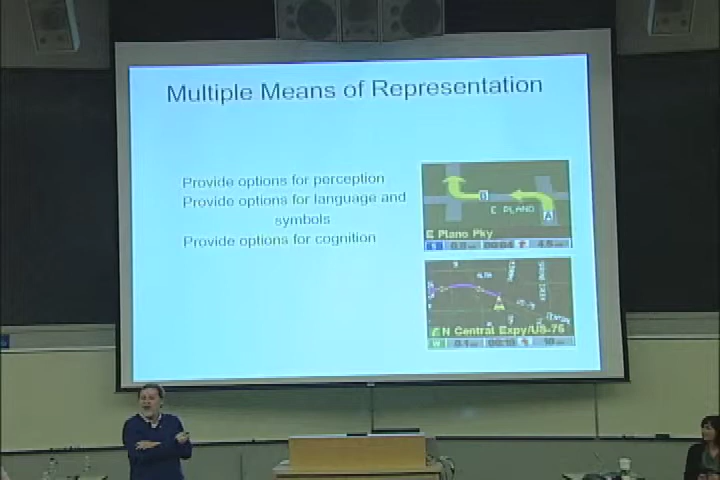 Multiple Means of Representation
Provide options for perception
Provide options for language and
symbols
Provide options for cognition
E PLANO
A
E Plano Pky
E N Central Expy/US-75
W